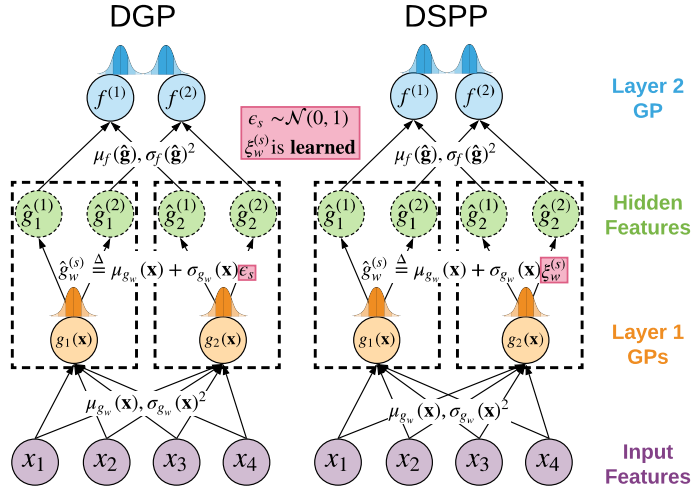 DGP
DSPP
f^{(1)} f^{(2)}
f^{(1)} f^{(2)}
Layer 2
GP
ϵ_s ∼ 𝒩(0, 1)
ξ_w^{(s)} is learned
μ_f(ĝ), σ_f(ĝ)^2
μ_f(ĝ), σ_f(ĝ)^2
ĝ_1^{(1)} ĝ_1^{(2)} ĝ_2^{(1)} ĝ_2^{(2)}
ĝ_1^{(1)} ĝ_1^{(2)} ĝ_2^{(1)} ĝ_2^{(2)}
Hidden
Features
ĝ_w^{(s)} ≜ μ_{g_w}(x) + σ_{g_w}(x)ϵ_s
ĝ_w^{(s)} ≜ μ_{g_w}(x) + σ_{g_w}(x)ξ_w^{(s)}
g_1(x) g_2(x)
g_1(x) g_2(x)
Layer 1
GPs
μ_{g_w}(x), σ_{g_w}(x)^2
μ_{g_w}(x), σ_{g_w}(x)^2
x_1 x_2 x_3 x_4
x_1 x_2 x_3 x_4
Input
Features